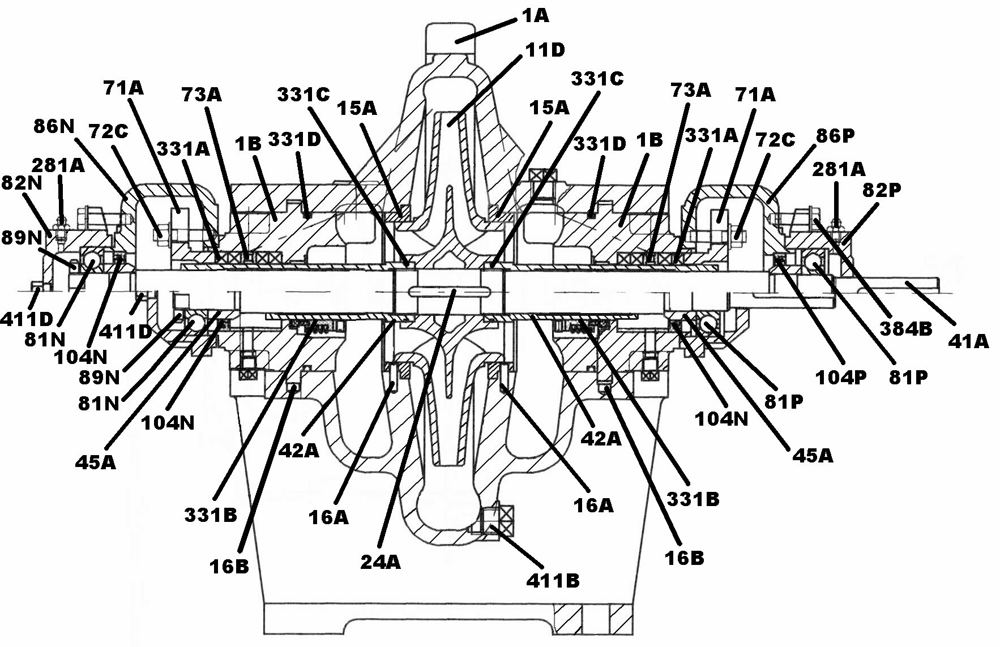 1A
11D
331C
71A
73A
331C
15A
73A
71A
15A
86N
72C
331A
1B
331D
331D
1B
331A
72C
86P
281A
82N
281A
82P
89N
411D
81N
411D
104N
89N
81N
104N
45A
42A
331B
16B
16A
24A
411B
16A
16B
331B
42A
45A
104N
81P
104P
81P
384B
41A